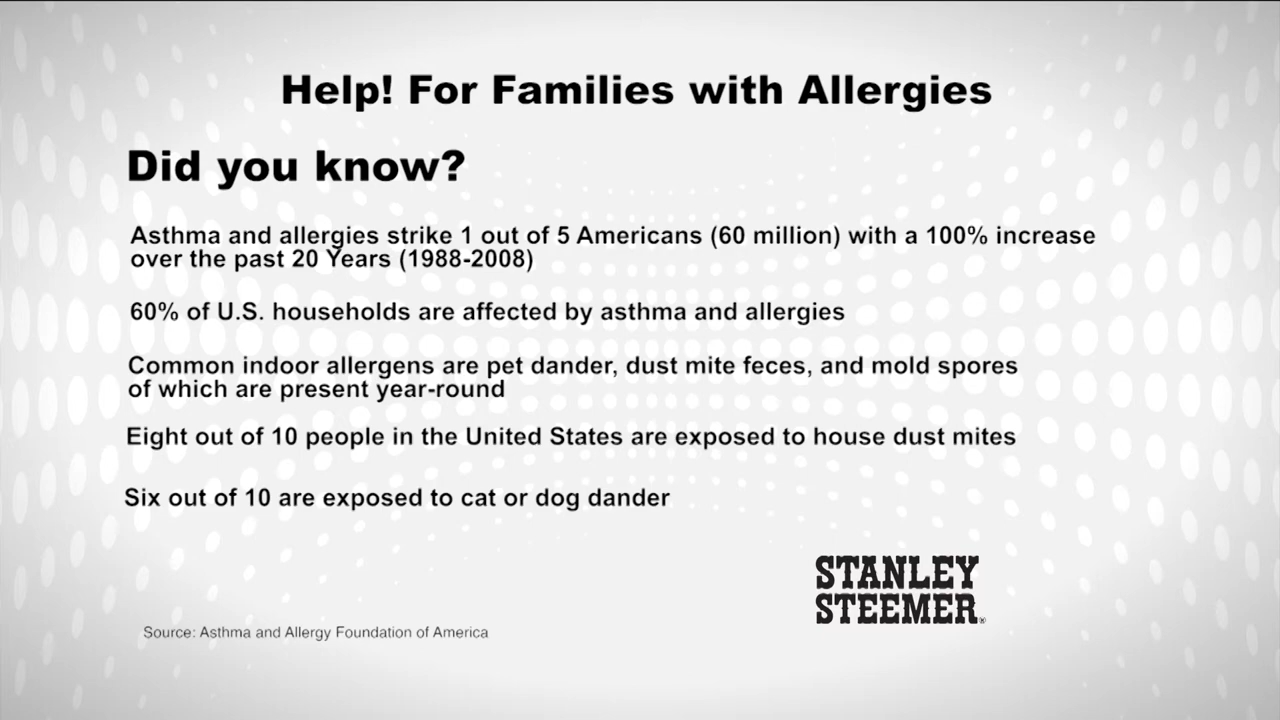 Help! For Families with Allergies
Did you know?
Asthma and allergies strike 1 out of 5 Americans (60 million) with a 100% increase
over the past 20 Years (1988-2008)
60% of U.S. households are affected by asthma and allergies
Common indoor allergens are pet dander, dust mite feces, and mold spores
of which are present year-round
Eight out of 10 people in the United States are exposed to house dust mites
Six out of 10 are exposed to cat or dog dander
STANLEY
STEEMER®
Source: Asthma and Allergy Foundation of America